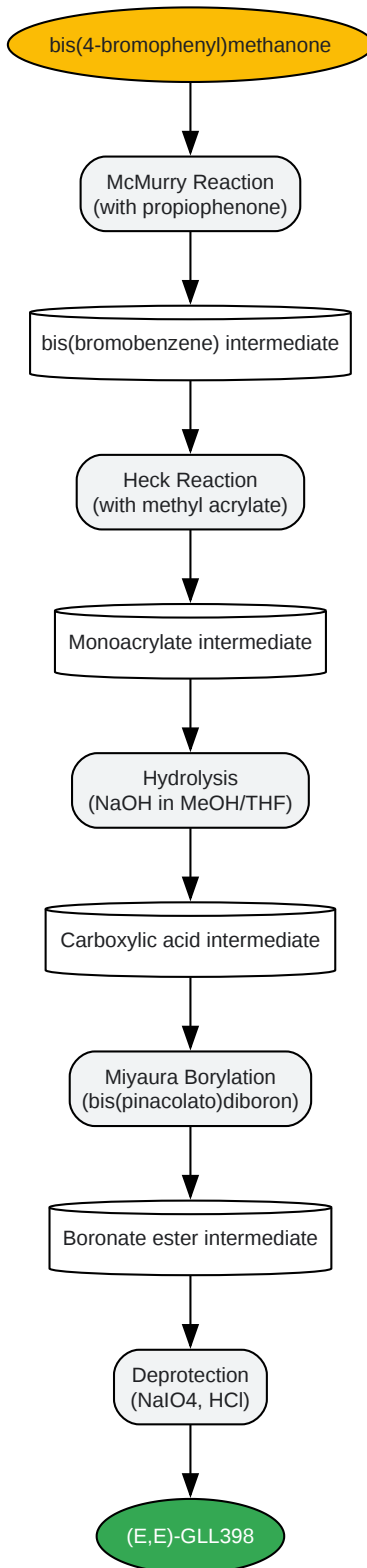 bis(4-bromophenyl)methanone
McMurry Reaction
(with propiophenone)
bis(bromobenzene) intermediate
Heck Reaction
(with methyl acrylate)
Monoacrylate intermediate
Hydrolysis
(NaOH in MeOH/THF)
Carboxylic acid intermediate
Miyaura Borylation
(bis(pinacolato)diboron)
Boronate ester intermediate
Deprotection
(NaIO4, HCl)
(E,E)-GLL398